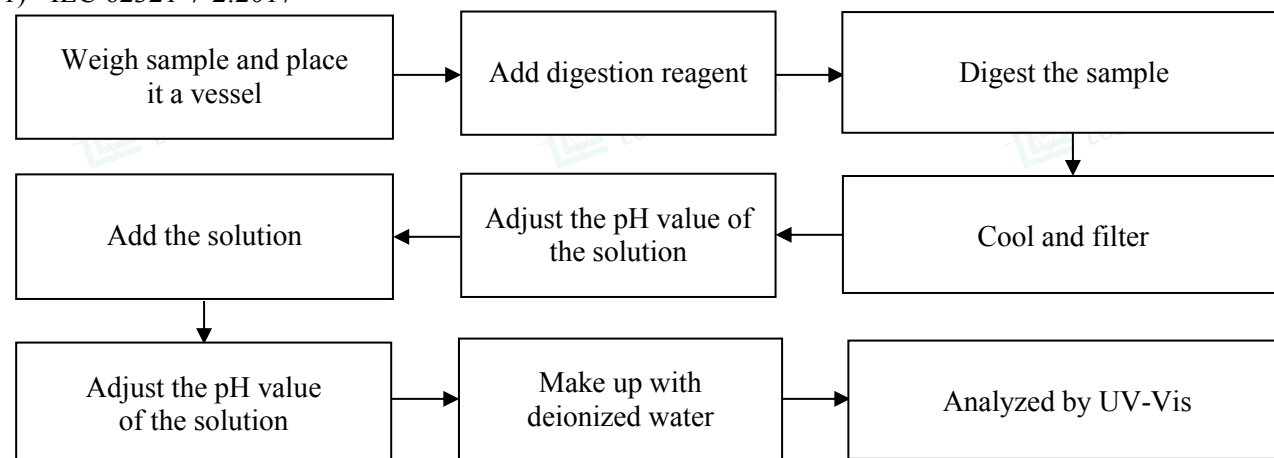 Weigh sample and place
it a vessel
Add digestion reagent
Digest the sample
Cool and filter
Adjust the pH value of
the solution
Add the solution
Adjust the pH value
of the solution
Make up with
deionized water
Analyzed by UV-Vis